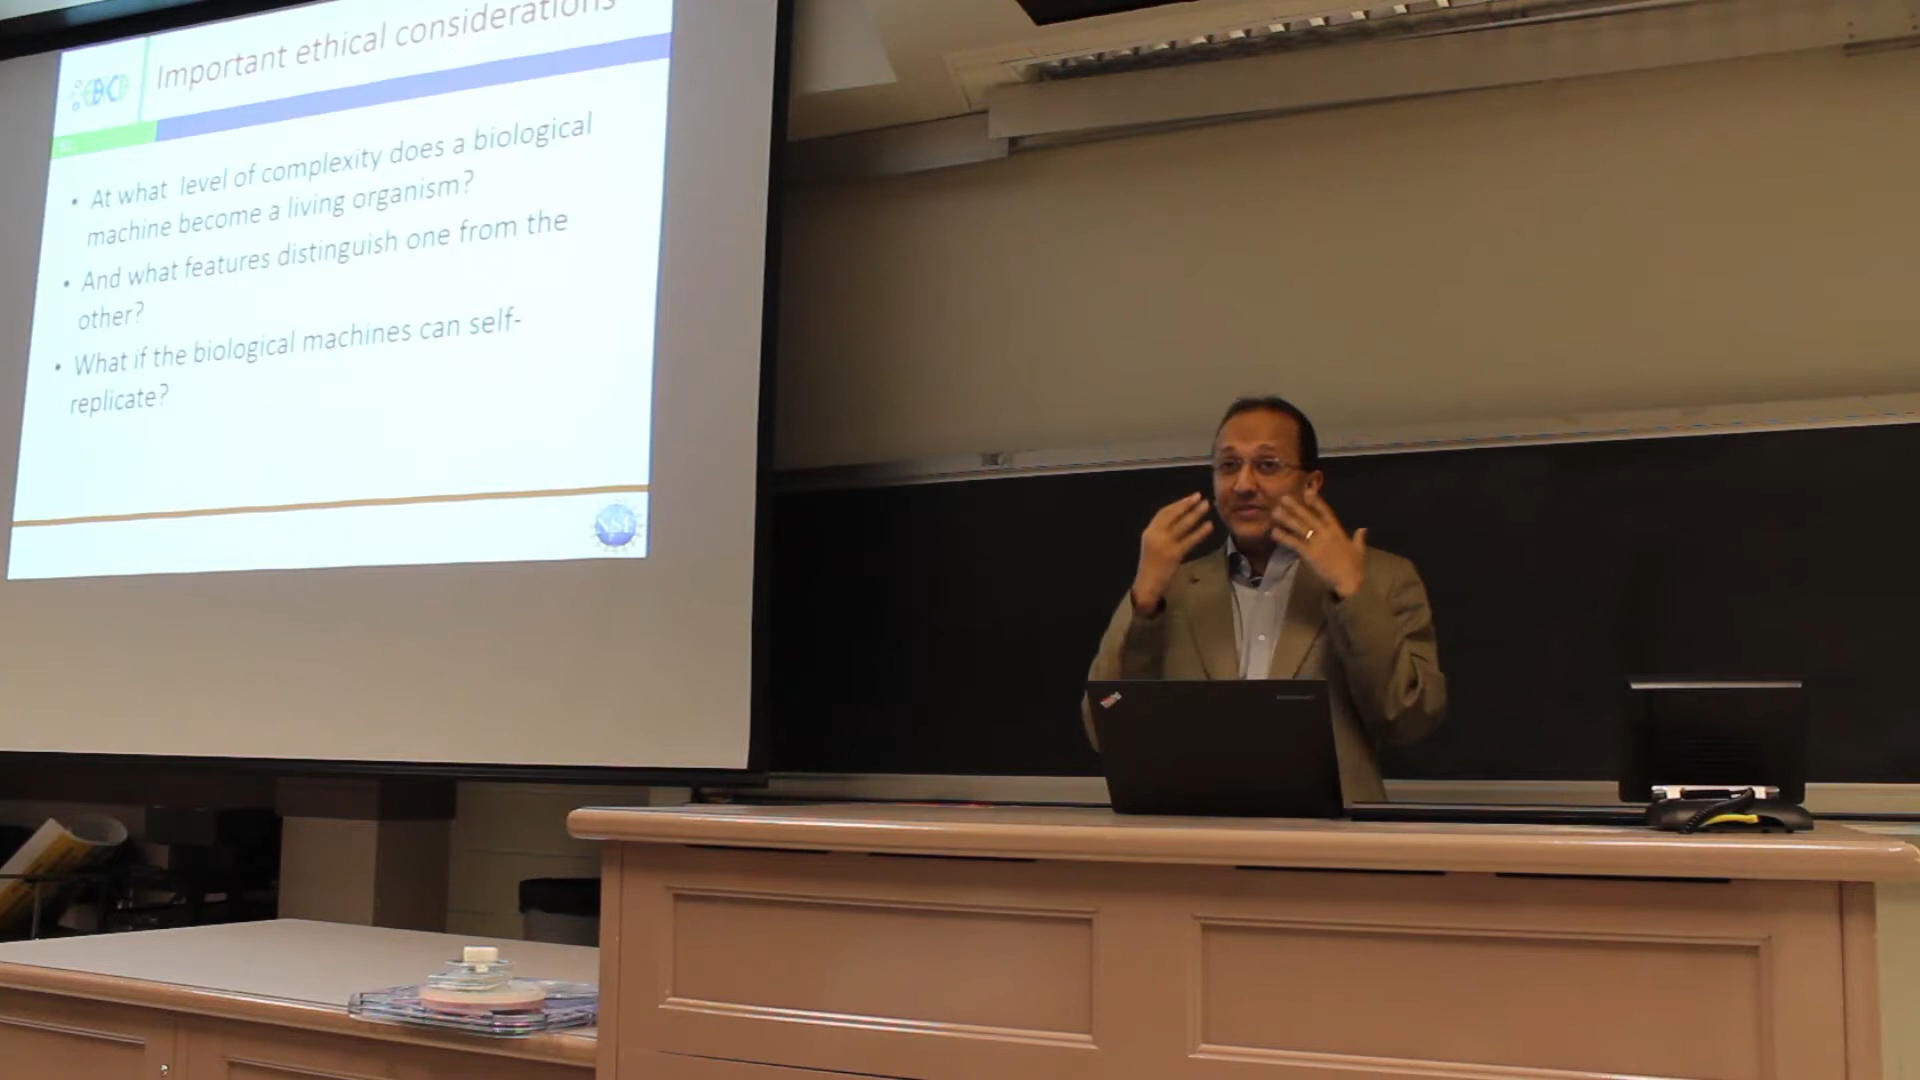 Important ethical considerations
• At what level of complexity does a biological
machine become a living organism?
• And what features distinguish one from the
other?
• What if the biological machines can self-
replicate?
NSF